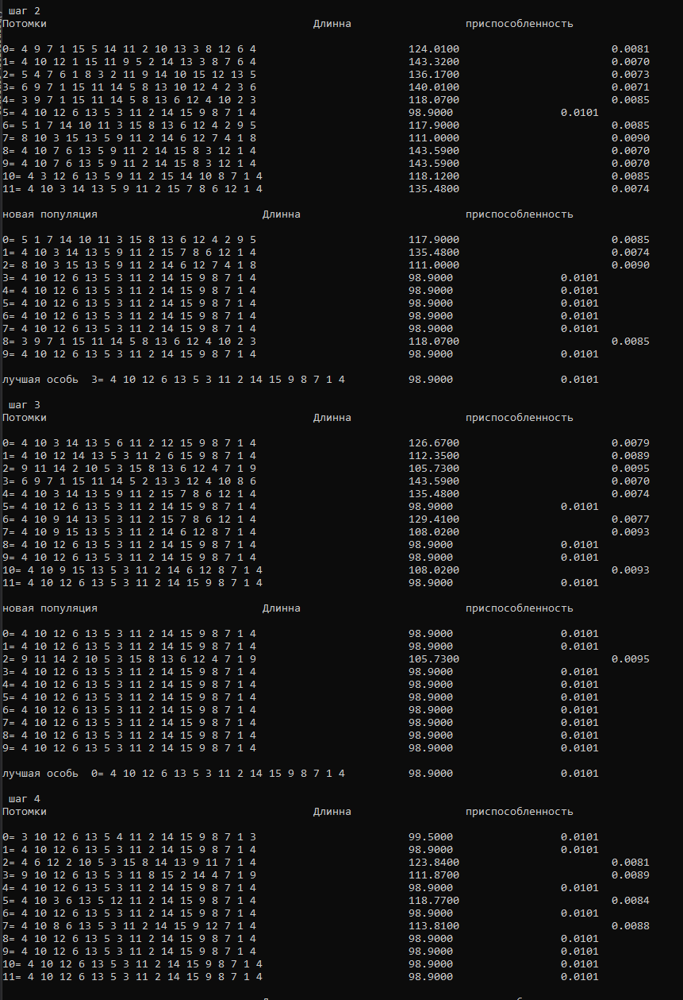 шаг 2
Потомки Длинна приспособленность
0= 4 9 7 1 15 5 14 11 2 10 13 3 8 12 6 4 124.0100 0.0081
1= 4 10 12 1 15 11 9 5 2 14 13 3 8 7 6 4 143.3200 0.0070
2= 5 4 7 6 1 8 3 2 11 9 14 10 15 12 13 5 136.1700 0.0073
3= 6 9 7 1 15 11 14 5 8 13 10 12 4 2 3 6 140.0100 0.0071
4= 3 9 7 1 15 11 14 5 8 13 6 12 4 10 2 3 118.0700 0.0085
5= 4 10 12 6 13 5 3 11 2 14 15 9 8 7 1 4 98.9000 0.0101
6= 5 1 7 14 10 11 3 15 8 13 6 12 4 2 9 5 117.9000 0.0085
7= 8 10 3 15 13 5 9 11 2 14 6 12 7 4 1 8 111.0000 0.0090
8= 4 10 7 6 13 5 9 11 2 14 15 8 3 12 1 4 143.5900 0.0070
9= 4 10 7 6 13 5 9 11 2 14 15 8 3 12 1 4 143.5900 0.0070
10= 4 3 12 6 13 5 9 11 2 15 14 10 8 7 1 4 118.1200 0.0085
11= 4 10 3 14 13 5 9 11 2 15 7 8 6 12 1 4 135.4800 0.0074
новая популяция Длинна приспособленность
0= 5 1 7 14 10 11 3 15 8 13 6 12 4 2 9 5 117.9000 0.0085
1= 4 10 3 14 13 5 9 11 2 15 7 8 6 12 1 4 135.4800 0.0074
2= 8 10 3 15 13 5 9 11 2 14 6 12 7 4 1 8 111.0000 0.0090
3= 4 10 12 6 13 5 3 11 2 14 15 9 8 7 1 4 98.9000 0.0101
4= 4 10 12 6 13 5 3 11 2 14 15 9 8 7 1 4 98.9000 0.0101
5= 4 10 12 6 13 5 3 11 2 14 15 9 8 7 1 4 98.9000 0.0101
6= 4 10 12 6 13 5 3 11 2 14 15 9 8 7 1 4 98.9000 0.0101
7= 4 10 12 6 13 5 3 11 2 14 15 9 8 7 1 4 98.9000 0.0101
8= 3 9 7 1 15 11 14 5 8 13 6 12 4 10 2 3 118.0700 0.0085
9= 4 10 12 6 13 5 3 11 2 14 15 9 8 7 1 4 98.9000 0.0101
лучшая особь 3= 4 10 12 6 13 5 3 11 2 14 15 9 8 7 1 4 98.9000 0.0101
шаг 3
Потомки Длинна приспособленность
0= 4 10 3 14 13 5 6 11 2 12 15 9 8 7 1 4 126.6700 0.0079
1= 4 10 12 14 13 5 3 11 2 6 15 9 8 7 1 4 112.3500 0.0089
2= 9 11 14 2 10 5 3 15 8 13 6 12 4 7 1 9 105.7300 0.0095
3= 6 9 7 1 15 11 14 5 2 13 3 12 4 10 8 6 143.5900 0.0070
4= 4 10 3 14 13 5 9 11 2 15 7 8 6 12 1 4 135.4800 0.0074
5= 4 10 12 6 13 5 3 11 2 14 15 9 8 7 1 4 98.9000 0.0101
6= 4 10 9 14 13 5 3 11 2 15 7 8 6 12 1 4 129.4100 0.0077
7= 4 10 9 15 13 5 3 11 2 14 6 12 8 7 1 4 108.0200 0.0093
8= 4 10 12 6 13 5 3 11 2 14 15 9 8 7 1 4 98.9000 0.0101
9= 4 10 12 6 13 5 3 11 2 14 15 9 8 7 1 4 98.9000 0.0101
10= 4 10 9 15 13 5 3 11 2 14 6 12 8 7 1 4 108.0200 0.0093
11= 4 10 12 6 13 5 3 11 2 14 15 9 8 7 1 4 98.9000 0.0101
новая популяция Длинна приспособленность
0= 4 10 12 6 13 5 3 11 2 14 15 9 8 7 1 4 98.9000 0.0101
1= 4 10 12 6 13 5 3 11 2 14 15 9 8 7 1 4 98.9000 0.0101
2= 9 11 14 2 10 5 3 15 8 13 6 12 4 7 1 9 105.7300 0.0095
3= 4 10 12 6 13 5 3 11 2 14 15 9 8 7 1 4 98.9000 0.0101
4= 4 10 12 6 13 5 3 11 2 14 15 9 8 7 1 4 98.9000 0.0101
5= 4 10 12 6 13 5 3 11 2 14 15 9 8 7 1 4 98.9000 0.0101
6= 4 10 12 6 13 5 3 11 2 14 15 9 8 7 1 4 98.9000 0.0101
7= 4 10 12 6 13 5 3 11 2 14 15 9 8 7 1 4 98.9000 0.0101
8= 4 10 12 6 13 5 3 11 2 14 15 9 8 7 1 4 98.9000 0.0101
9= 4 10 12 6 13 5 3 11 2 14 15 9 8 7 1 4 98.9000 0.0101
лучшая особь 0= 4 10 12 6 13 5 3 11 2 14 15 9 8 7 1 4 98.9000 0.0101
шаг 4
Потомки Длинна приспособленность
0= 3 10 12 6 13 5 4 11 2 14 15 9 8 7 1 3 99.5000 0.0101
1= 4 10 12 6 13 5 3 11 2 14 15 9 8 7 1 4 98.9000 0.0101
2= 4 6 12 2 10 5 3 15 8 14 13 9 11 7 1 4 123.8400 0.0081
3= 9 10 12 6 13 5 3 11 8 15 2 14 4 7 1 9 111.8700 0.0089
4= 4 10 12 6 13 5 3 11 2 14 15 9 8 7 1 4 98.9000 0.0101
5= 4 10 3 6 13 5 12 11 2 14 15 9 8 7 1 4 118.7700 0.0084
6= 4 10 12 6 13 5 3 11 2 14 15 9 8 7 1 4 98.9000 0.0101
7= 4 10 8 6 13 5 3 11 2 14 15 9 12 7 1 4 113.8100 0.0088
8= 4 10 12 6 13 5 3 11 2 14 15 9 8 7 1 4 98.9000 0.0101
9= 4 10 12 6 13 5 3 11 2 14 15 9 8 7 1 4 98.9000 0.0101
10= 4 10 12 6 13 5 3 11 2 14 15 9 8 7 1 4 98.9000 0.0101
11= 4 10 12 6 13 5 3 11 2 14 15 9 8 7 1 4 98.9000 0.0101